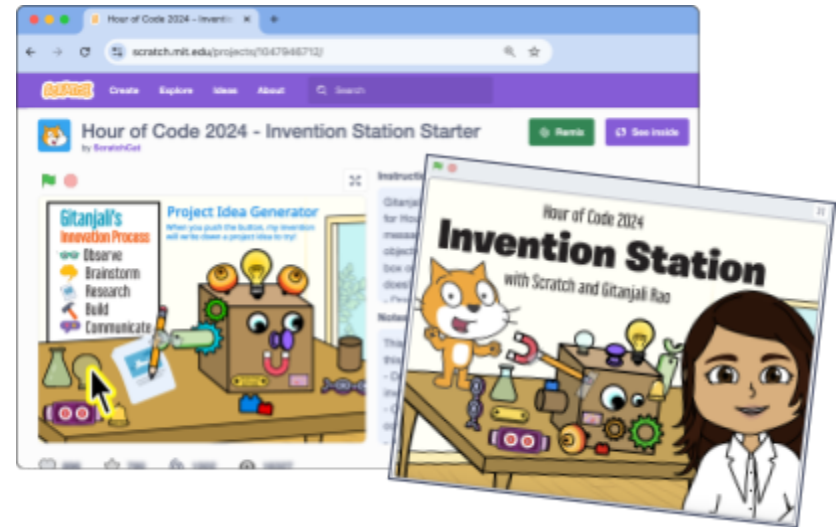 Hour of Code 2024 - Inventi
scratch.mit.edu/projects/1047946712/
SCRATCH
Create
Explore
Ideas
About
Search
Hour of Code 2024 - Invention Station Starter
by ScratchCat
Remix
See inside
Instructi
Gitanjali's
Innovation Process
Observe
Brainstorm
Research
Build
Communicate
Project Idea Generator
When you push the button, my invention
will write down a project idea to try!
Hour of Code 2024
Invention Station
with Scratch and Gitanjali Rao